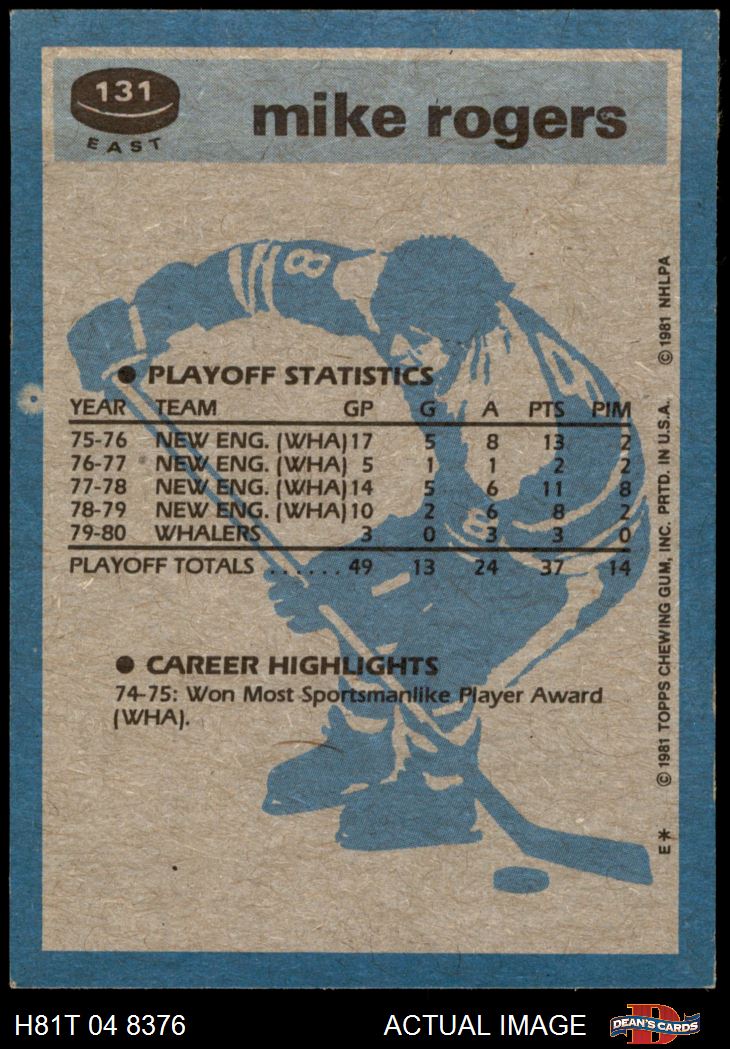 131
EAST
mike rogers
8
● PLAYOFF STATISTICS
YEAR TEAM GP G A PTS PIM
75-76 NEW ENG. (WHA) 17 5 8 13 2
76-77 NEW ENG. (WHA) 5 1 1 2 2
77-78 NEW ENG. (WHA) 14 5 6 11 8
78-79 NEW ENG. (WHA) 10 2 6 8 2
79-80 WHALERS 3 0 3 3 0
PLAYOFF TOTALS ...... 49 13 24 37 14
● CAREER HIGHLIGHTS
74-75: Won Most Sportsmanlike Player Award
(WHA).
E* © 1981 TOPPS CHEWING GUM, INC. PRTD. IN U.S.A. © 1981 NHLPA
H81T 04 8376
ACTUAL IMAGE
DEAN'S CARDS